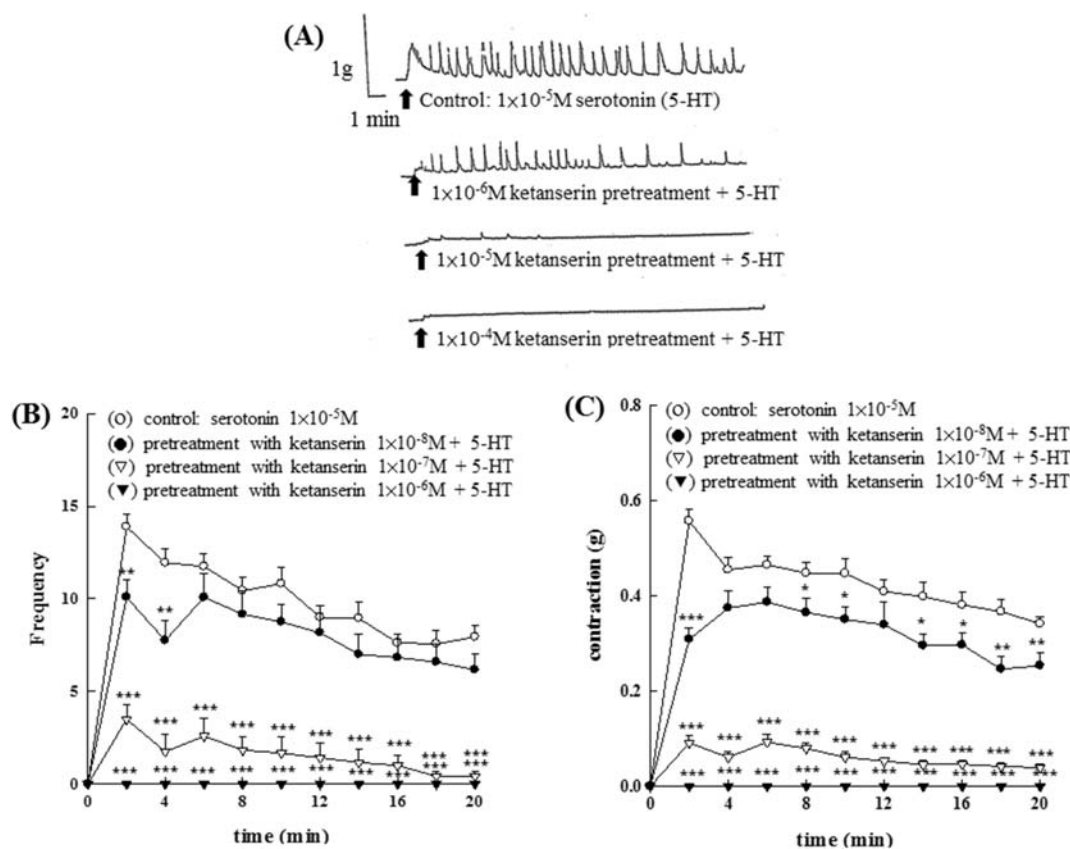 (A)
1g
1 min
Control: 1×10⁻⁵M serotonin (5-HT)
1×10⁻⁶M ketanserin pretreatment + 5-HT
1×10⁻⁵M ketanserin pretreatment + 5-HT
1×10⁻⁴M ketanserin pretreatment + 5-HT
(B)
(○) control: serotonin 1×10⁻⁵M
(●) pretreatment with ketanserin 1×10⁻⁸M + 5-HT
(▽) pretreatment with ketanserin 1×10⁻⁷M + 5-HT
(▼) pretreatment with ketanserin 1×10⁻⁶M + 5-HT
Frequency
20
15
10
5
0
** **
*** *** *** *** *** *** *** *** *** ***
*** *** *** *** *** *** *** *** *** ***
0 4 8 12 16 20
time (min)
(C)
(○) control: serotonin 1×10⁻⁵M
(●) pretreatment with ketanserin 1×10⁻⁸M + 5-HT
(▽) pretreatment with ketanserin 1×10⁻⁷M + 5-HT
(▼) pretreatment with ketanserin 1×10⁻⁶M + 5-HT
contraction (g)
0.8
0.6
0.4
0.2
0.0
*** * * * * ** **
*** *** *** *** *** *** *** *** *** ***
*** *** *** *** *** *** *** *** *** ***
0 4 8 12 16 20
time (min)